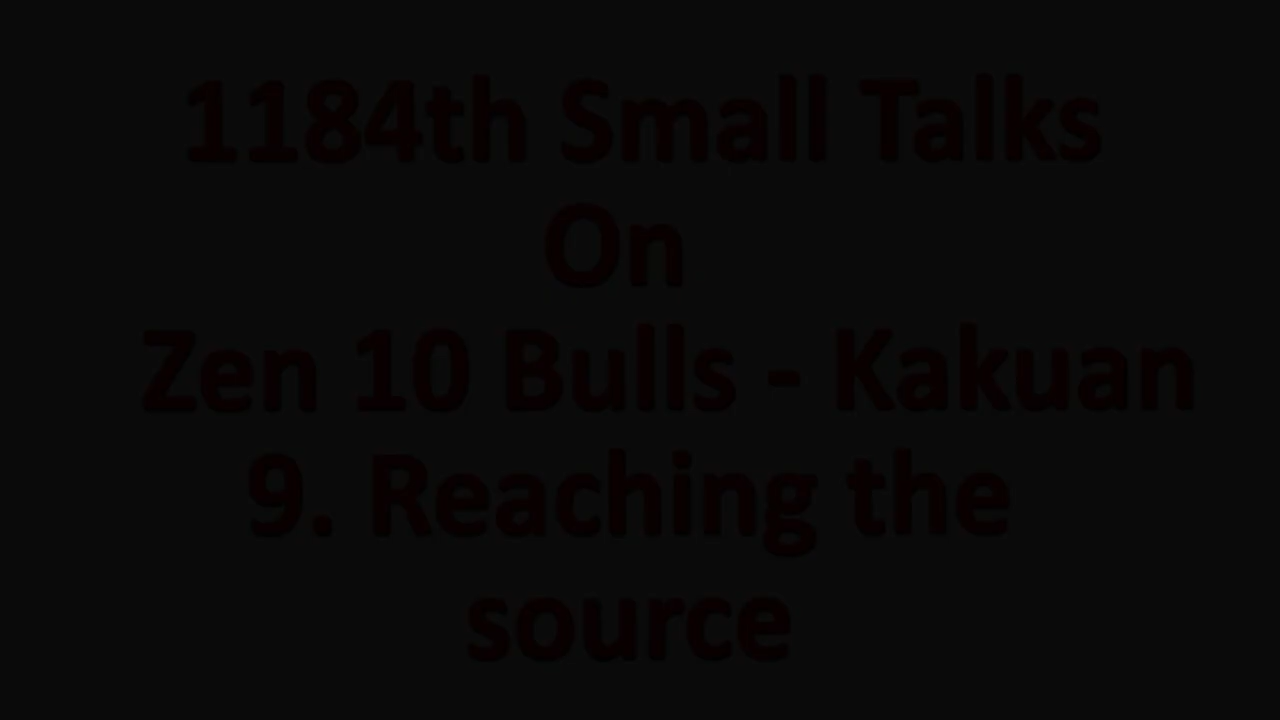 1184th Small Talks
On
Zen 10 Bulls - Kakuan
9. Reaching the
source